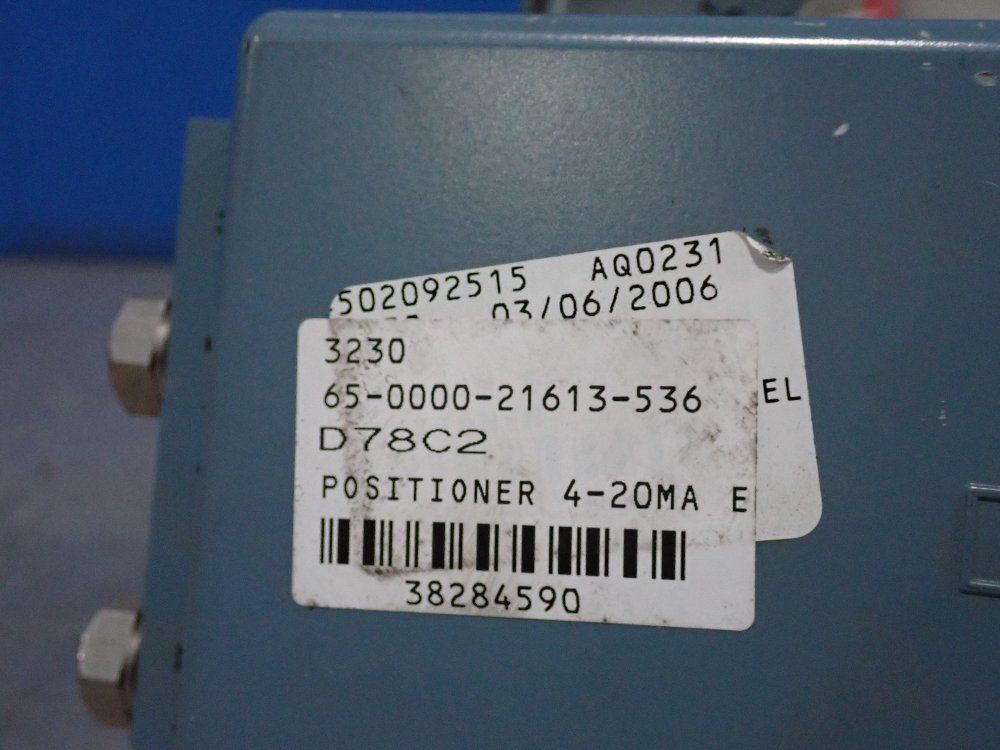 502092515 AQ0231
03/06/2006
3230
65-0000-21613-536
EL
D78C2
POSITIONER 4-20MA E
38284590